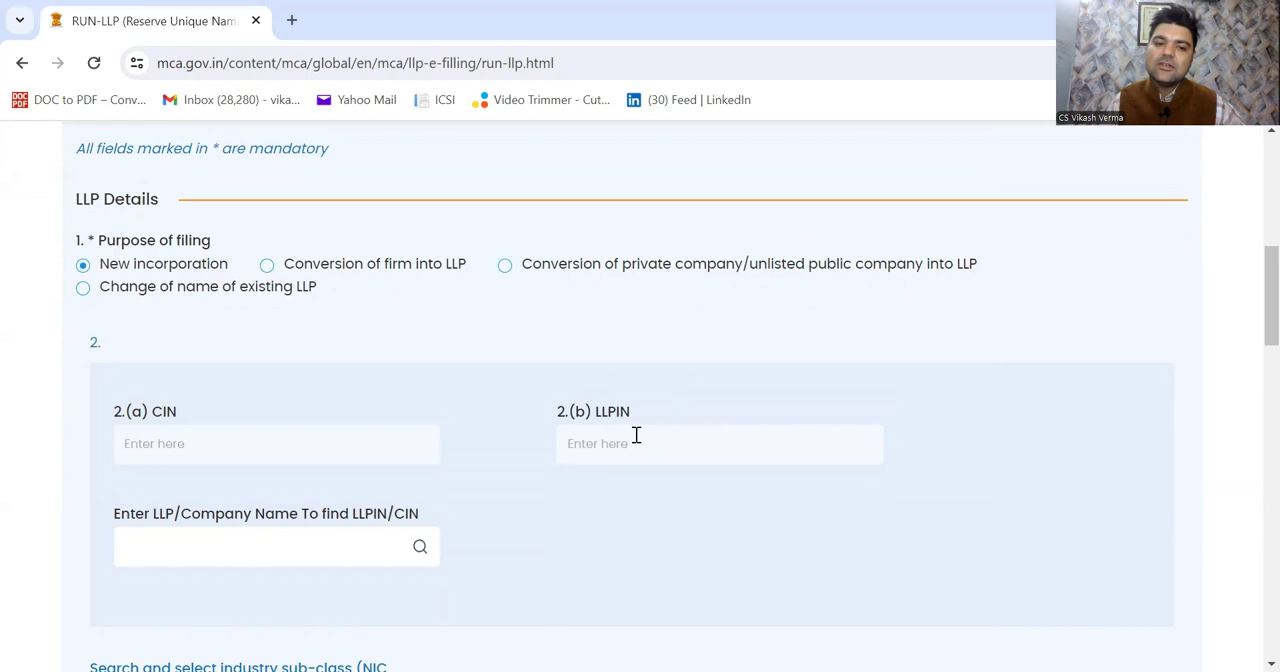 RUN-LLP (Reserve Unique Nam
mca.gov.in/content/mca/global/en/mca/llp-e-filling/run-llp.html
DOC to PDF – Conv... Inbox (28,280) - vika... Yahoo Mail ICSI Video Trimmer - Cut... (30) Feed | LinkedIn
CS Vikash Verma
All fields marked in * are mandatory
LLP Details
1. * Purpose of filing
New incorporation Conversion of firm into LLP Conversion of private company/unlisted public company into LLP
Change of name of existing LLP
2.
2.(a) CIN 2.(b) LLPIN
Enter here Enter here
Enter LLP/Company Name To find LLPIN/CIN
Search and select industry sub-class (NIC